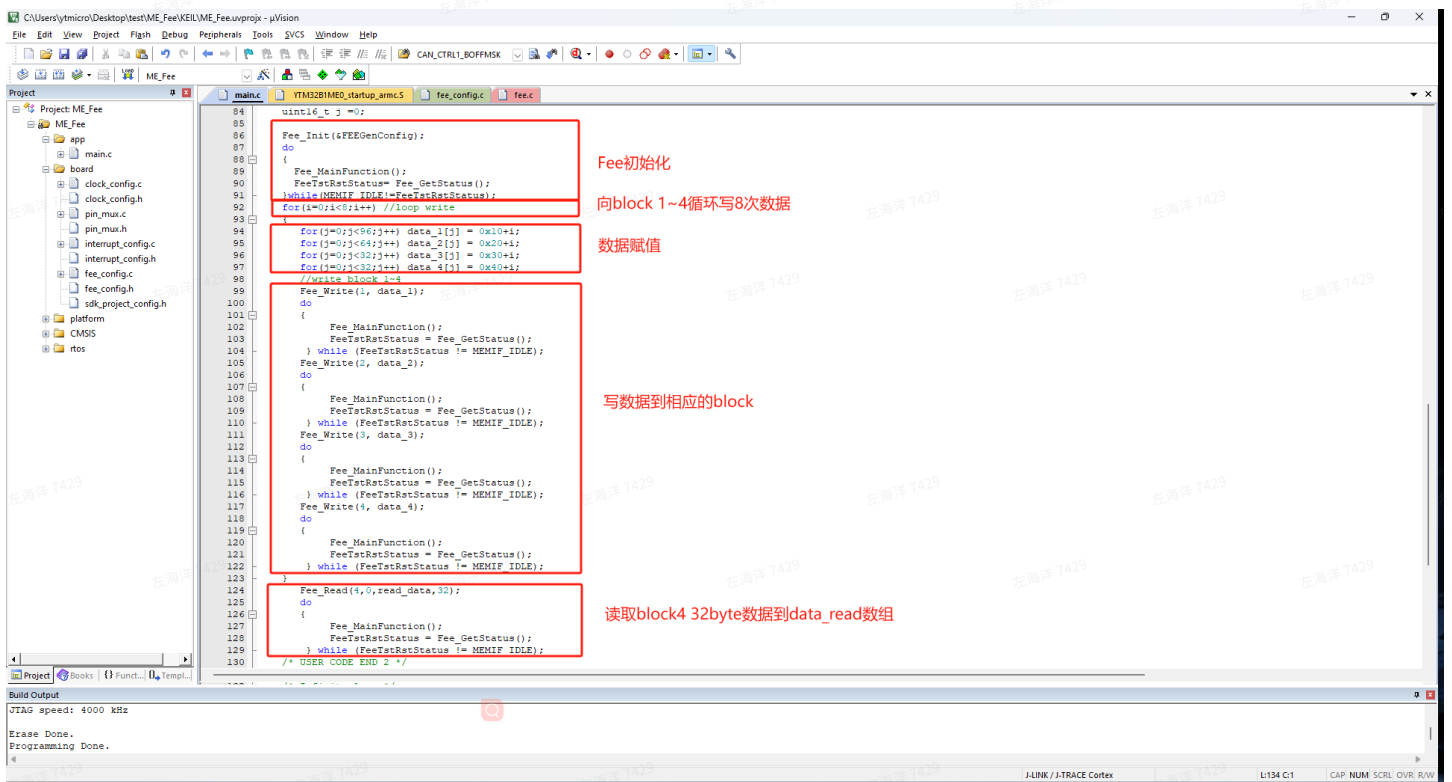 C:\Users\ytmicro\Desktop\test\ME_Fee\KEIL\ME_Fee.uvprojx - µVision
File Edit View Project Flash Debug Peripherals Tools SVCS Window Help
CAN_CTRL1_BOFFMSK
ME_Fee
Project
Project: ME_Fee
ME_Fee
app
main.c
board
clock_config.c
clock_config.h
pin_mux.c
pin_mux.h
interrupt_config.c
interrupt_config.h
fee_config.c
fee_config.h
sdk_project_config.h
platform
CMSIS
rtos
Project Books Funct... Templ...
main.c YTM32B1ME0_startup_armc.S fee_config.c fee.c
84 uint16_t j =0;
85
86 Fee_Init(&FEEGenConfig);
87 do
88 {
89 Fee_MainFunction();
90 FeeTstRstStatus= Fee_GetStatus();
91 }while(MEMIF_IDLE!=FeeTstRstStatus);
92 for(i=0;i<8;i++) //loop write
93 {
94 for(j=0;j<96;j++) data_1[j] = 0x10+i;
95 for(j=0;j<64;j++) data_2[j] = 0x20+i;
96 for(j=0;j<32;j++) data_3[j] = 0x30+i;
97 for(j=0;j<32;j++) data_4[j] = 0x40+i;
98 //write block 1~4
99 Fee_Write(1, data_1);
100 do
101 {
102 Fee_MainFunction();
103 FeeTstRstStatus = Fee_GetStatus();
104 } while (FeeTstRstStatus != MEMIF_IDLE);
105 Fee_Write(2, data_2);
106 do
107 {
108 Fee_MainFunction();
109 FeeTstRstStatus = Fee_GetStatus();
110 } while (FeeTstRstStatus != MEMIF_IDLE);
111 Fee_Write(3, data_3);
112 do
113 {
114 Fee_MainFunction();
115 FeeTstRstStatus = Fee_GetStatus();
116 } while (FeeTstRstStatus != MEMIF_IDLE);
117 Fee_Write(4, data_4);
118 do
119 {
120 Fee_MainFunction();
121 FeeTstRstStatus = Fee_GetStatus();
122 } while (FeeTstRstStatus != MEMIF_IDLE);
123 }
124 Fee_Read(4,0,read_data,32);
125 do
126 {
127 Fee_MainFunction();
128 FeeTstRstStatus = Fee_GetStatus();
129 } while (FeeTstRstStatus != MEMIF_IDLE);
130 /* USER CODE END 2 */
Fee初始化
向block 1~4循环写8次数据
数据赋值
写数据到相应的block
读取block4 32byte数据到data_read数组
左海洋 7429
Build Output
JTAG speed: 4000 kHz
Erase Done.
Programming Done.
J-LINK / J-TRACE Cortex L:134 C:1 CAP NUM SCRL OVR R/W